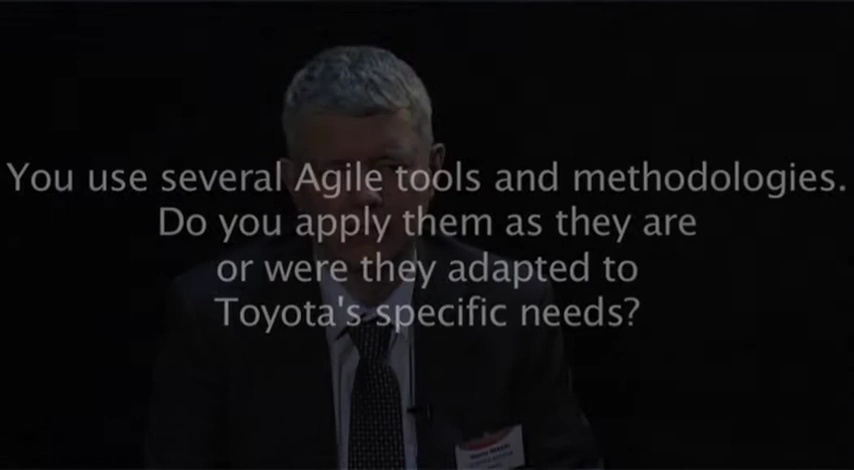 You use several Agile tools and methodologies.
Do you apply them as they are
or were they adapted to
Toyota's specific needs?